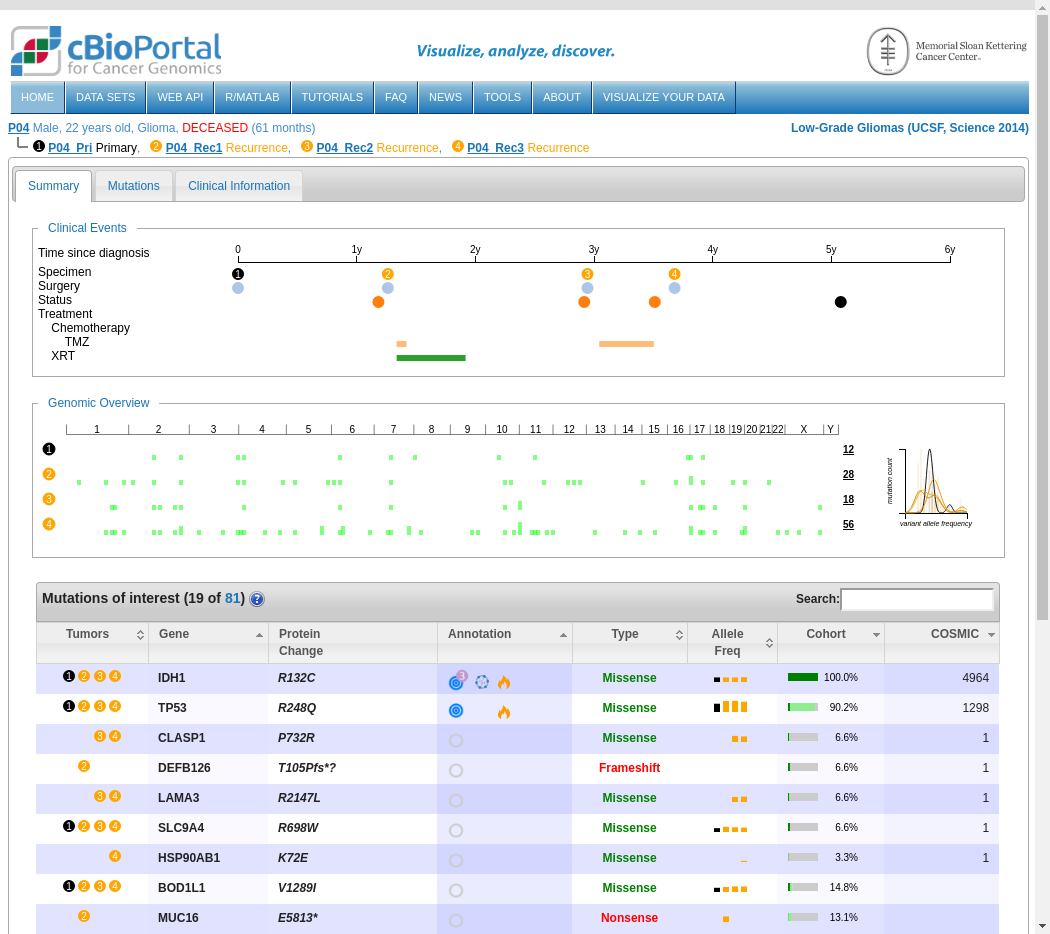 cBioPortal
for Cancer Genomics
Visualize, analyze, discover.
Memorial Sloan Kettering
Cancer Center
HOME DATA SETS WEB API R/MATLAB TUTORIALS FAQ NEWS TOOLS ABOUT VISUALIZE YOUR DATA
P04 Male, 22 years old, Glioma, DECEASED (61 months) Low-Grade Gliomas (UCSF, Science 2014)
1 P04_Pri Primary, 2 P04_Rec1 Recurrence, 3 P04_Rec2 Recurrence, 4 P04_Rec3 Recurrence
Summary Mutations Clinical Information
Clinical Events
Time since diagnosis 0 1y 2y 3y 4y 5y 6y
Specimen 1 2 3 4
Surgery
Status
Treatment
Chemotherapy
TMZ
XRT
Genomic Overview
1 2 3 4 5 6 7 8 9 10 11 12 13 14 15 16 17 18 19 20 21 22 X Y
1 12
2 28
3 18
4 56
mutation count
variant allele frequency
Mutations of interest (19 of 81) ? Search:
Tumors Gene Protein Change Annotation Type Allele Freq Cohort COSMIC
1 2 3 4 IDH1 R132C 3 Missense 100.0% 4964
1 2 3 4 TP53 R248Q Missense 90.2% 1298
3 4 CLASP1 P732R Missense 6.6% 1
2 DEFB126 T105Pfs*? Frameshift 6.6% 1
3 4 LAMA3 R2147L Missense 6.6% 1
1 2 3 4 SLC9A4 R698W Missense 6.6% 1
4 HSP90AB1 K72E Missense 3.3% 1
1 2 3 4 BOD1L1 V1289I Missense 14.8%
2 MUC16 E5813* Nonsense 13.1%